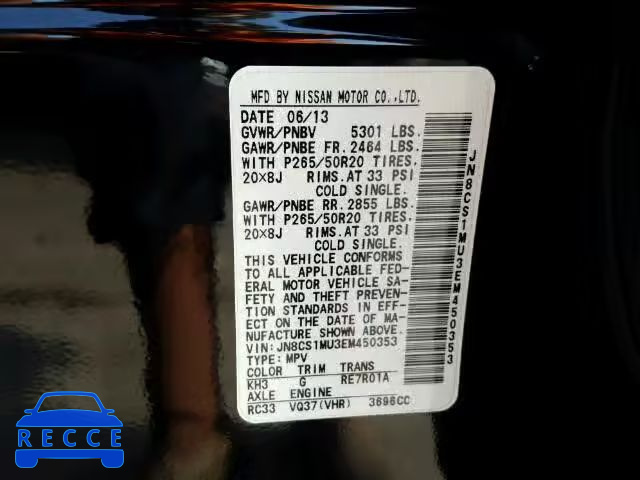 MFD BY NISSAN MOTOR CO.,LTD.
DATE 06/13
GVWR/PNBV 5301 LBS.
GAWR/PNBE FR. 2464 LBS.
WITH P265/50R20 TIRES.
20×8J RIMS. AT 33 PSI
COLD SINGLE.
GAWR/PNBE RR. 2855 LBS.
WITH P265/50R20 TIRES.
20×8J RIMS. AT 33 PSI
COLD SINGLE.
THIS VEHICLE CONFORMS
TO ALL APPLICABLE FED-
ERAL MOTOR VEHICLE SA-
FETY AND THEFT PREVEN-
TION STANDARDS IN EFF-
ECT ON THE DATE OF MA-
NUFACTURE SHOWN ABOVE.
VIN: JN8CS1MU3EM450353
TYPE: MPV
COLOR TRIM TRANS
KH3 G RE7R01A
AXLE ENGINE
RC33 VQ37(VHR) 3696CC
JN8CS1MU3EM450353
RECCE